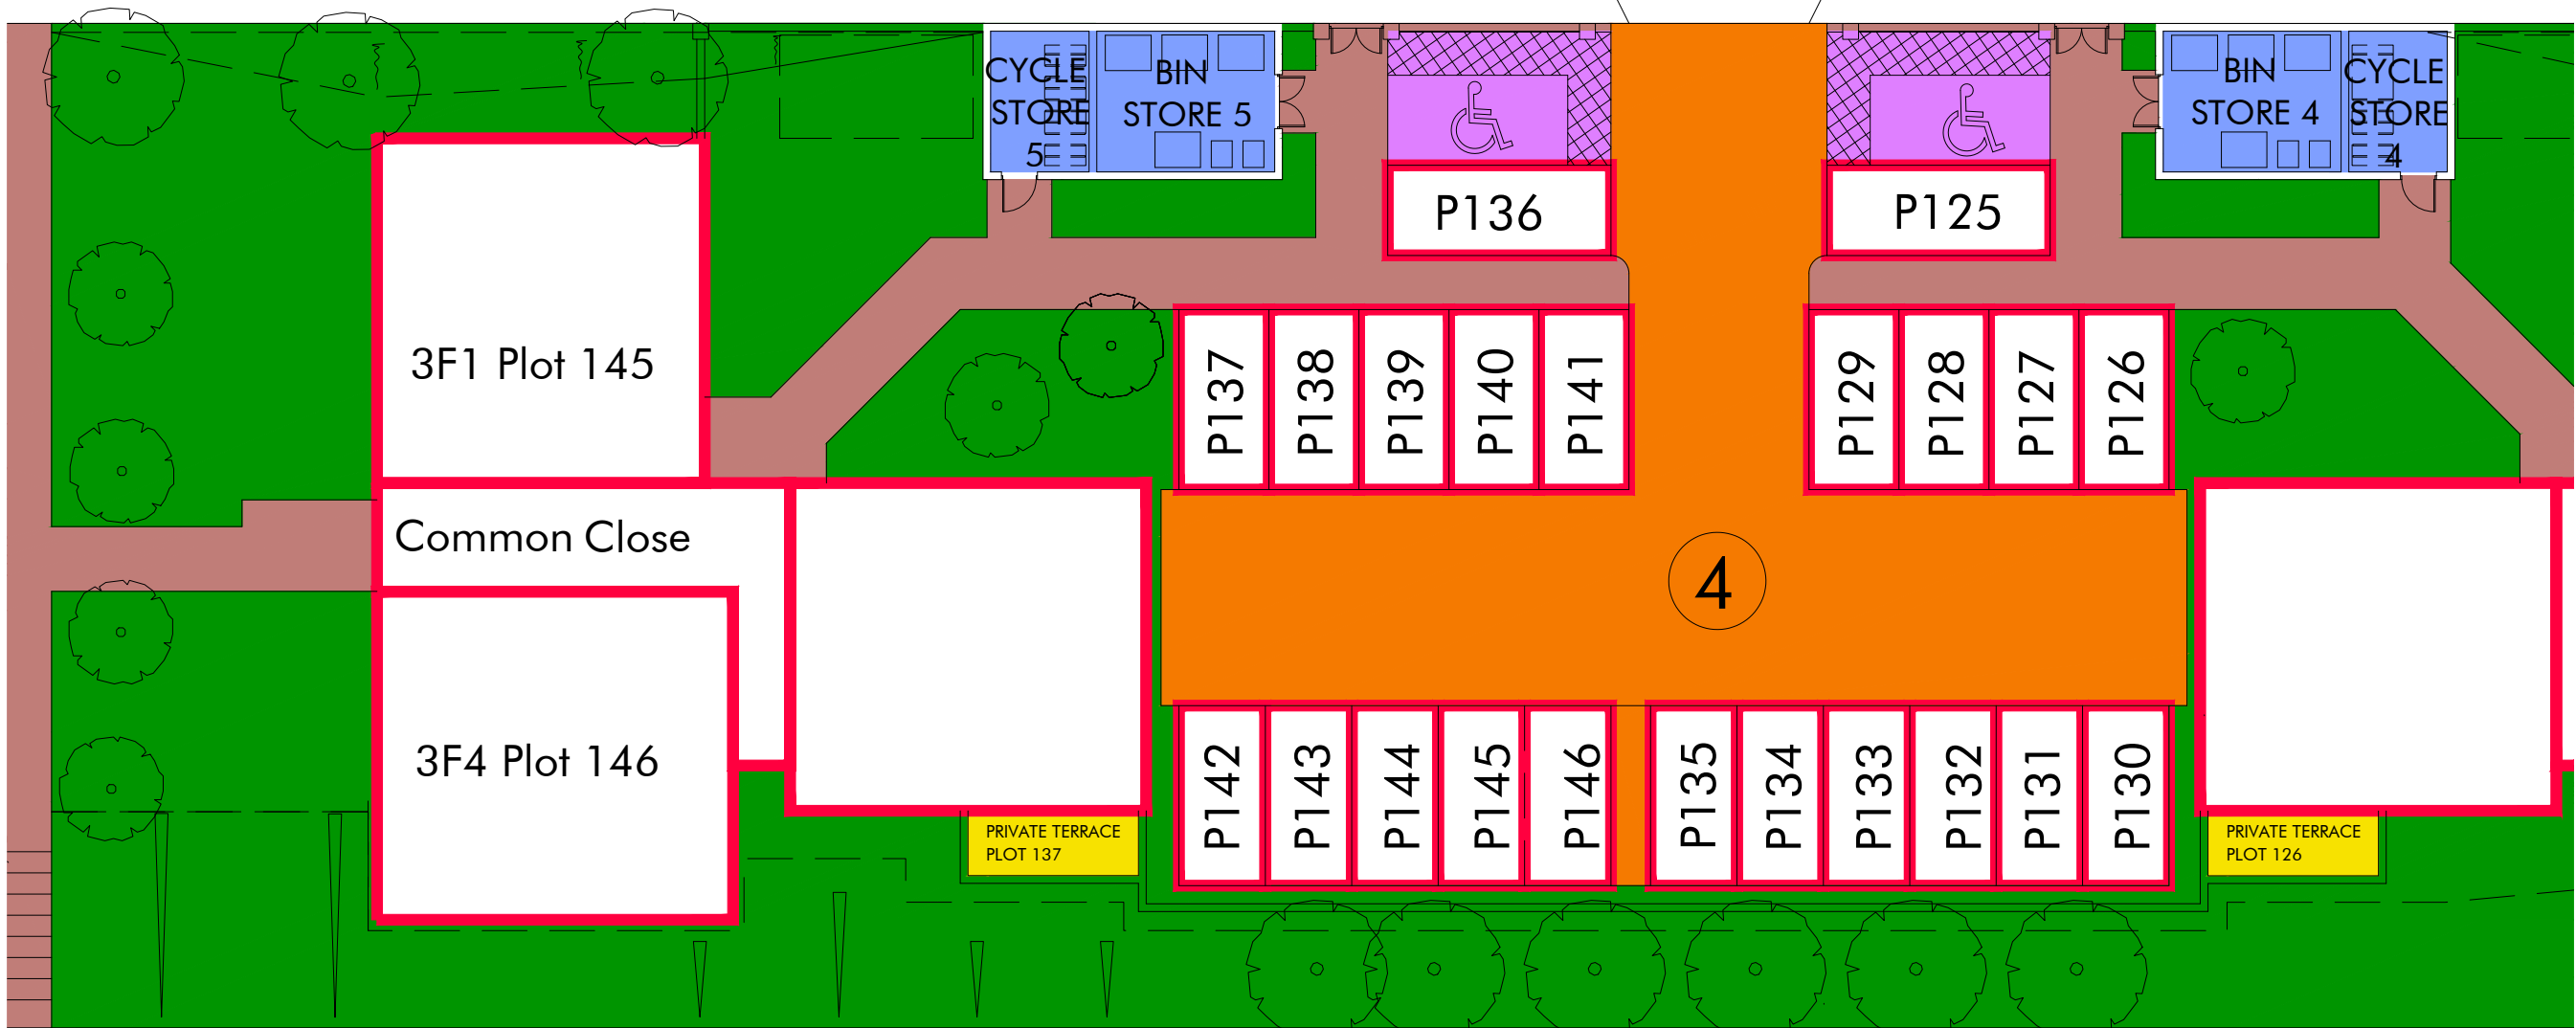 CYCLE
STORE
5
BIN
STORE 5
BIN
STORE 4
CYCLE
STORE
4
P136
P125
3F1 Plot 145
P137
P138
P139
P140
P141
P129
P128
P127
P126
Common Close
4
3F4 Plot 146
P142
P143
P144
P145
P146
P135
P134
P133
P132
P131
P130
PRIVATE TERRACE
PLOT 137
PRIVATE TERRACE
PLOT 126